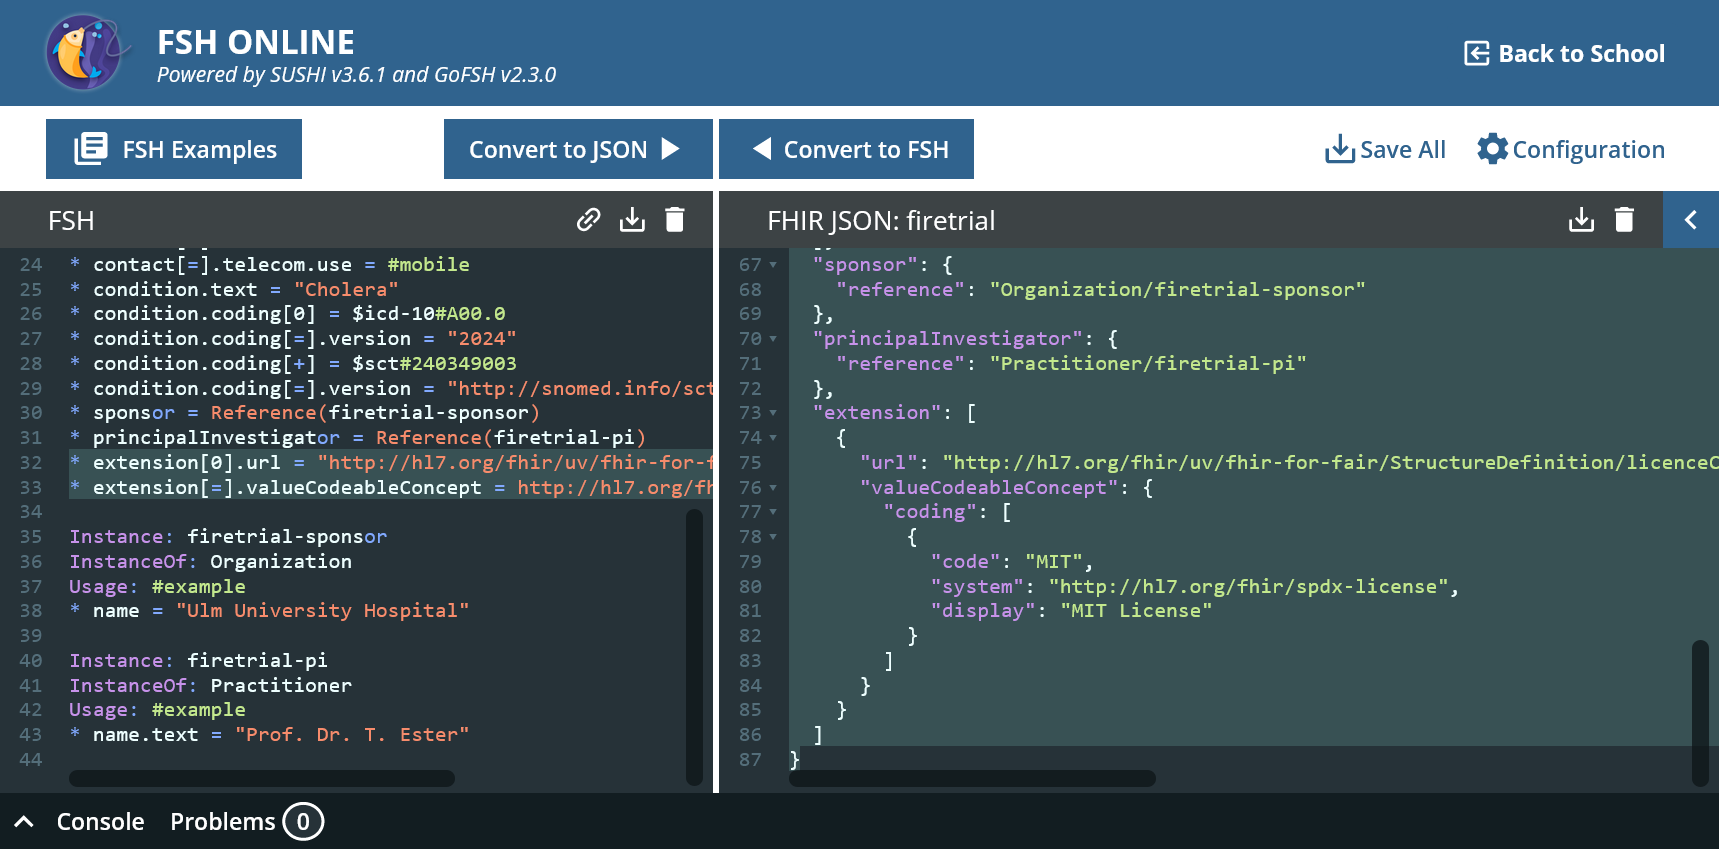 FSH ONLINE
Powered by SUSHI v3.6.1 and GoFSH v2.3.0
Back to School
FSH Examples
Convert to JSON
Convert to FSH
Save All
Configuration
FSH
24 * contact[=].telecom.use = #mobile
25 * condition.text = "Cholera"
26 * condition.coding[0] = $icd-10#A00.0
27 * condition.coding[=].version = "2024"
28 * condition.coding[+] = $sct#240349003
29 * condition.coding[=].version = "http://snomed.info/sct
30 * sponsor = Reference(firetrial-sponsor)
31 * principalInvestigator = Reference(firetrial-pi)
32 * extension[0].url = "http://hl7.org/fhir/uv/fhir-for-f
33 * extension[=].valueCodeableConcept = http://hl7.org/fh
34
35 Instance: firetrial-sponsor
36 InstanceOf: Organization
37 Usage: #example
38 * name = "Ulm University Hospital"
39
40 Instance: firetrial-pi
41 InstanceOf: Practitioner
42 Usage: #example
43 * name.text = "Prof. Dr. T. Ester"
44
FHIR JSON: firetrial
67 "sponsor": {
68 "reference": "Organization/firetrial-sponsor"
69 },
70 "principalInvestigator": {
71 "reference": "Practitioner/firetrial-pi"
72 },
73 "extension": [
74 {
75 "url": "http://hl7.org/fhir/uv/fhir-for-fair/StructureDefinition/licenceC
76 "valueCodeableConcept": {
77 "coding": [
78 {
79 "code": "MIT",
80 "system": "http://hl7.org/fhir/spdx-license",
81 "display": "MIT License"
82 }
83 ]
84 }
85 }
86 ]
87 }
Console
Problems 0